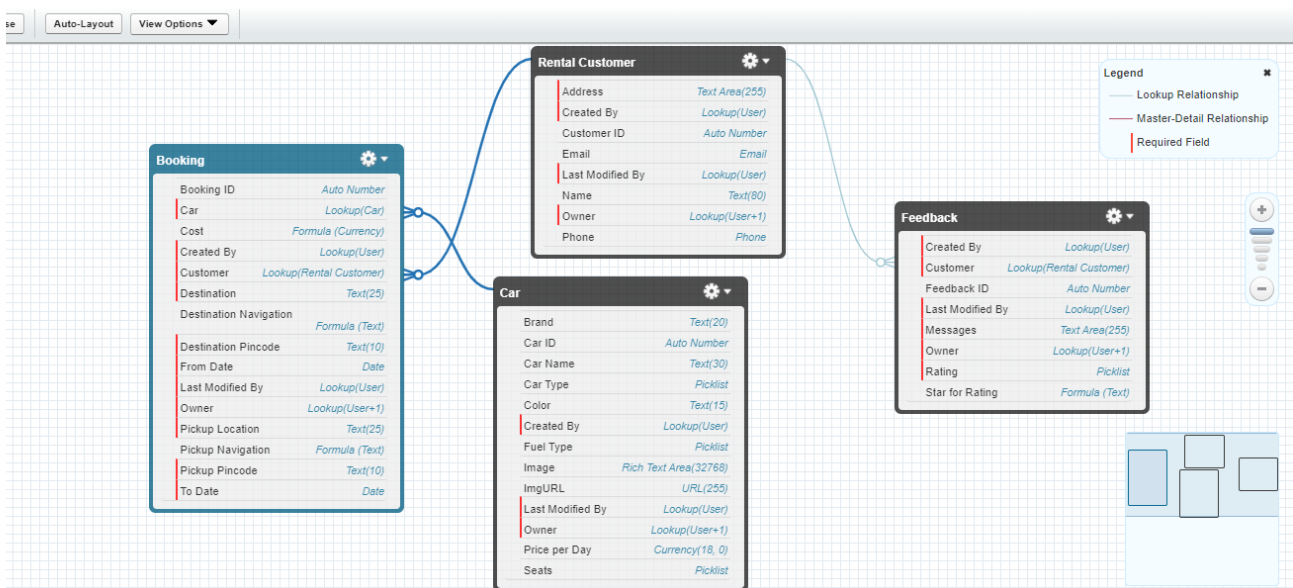 se Auto-Layout View Options
Rental Customer
Address Text Area(255)
Created By Lookup(User)
Customer ID Auto Number
Email Email
Last Modified By Lookup(User)
Name Text(80)
Owner Lookup(User+1)
Phone Phone
Legend
Lookup Relationship
Master-Detail Relationship
Required Field
Booking
Booking ID Auto Number
Car Lookup(Car)
Cost Formula (Currency)
Created By Lookup(User)
Customer Lookup(Rental Customer)
Destination Text(25)
Destination Navigation
Formula (Text)
Destination Pincode Text(10)
From Date Date
Last Modified By Lookup(User)
Owner Lookup(User+1)
Pickup Location Text(25)
Pickup Navigation Formula (Text)
Pickup Pincode Text(10)
To Date Date
Feedback
Created By Lookup(User)
Customer Lookup(Rental Customer)
Feedback ID Auto Number
Last Modified By Lookup(User)
Messages Text Area(255)
Owner Lookup(User+1)
Rating Picklist
Star for Rating Formula (Text)
Car
Brand Text(20)
Car ID Auto Number
Car Name Text(30)
Car Type Picklist
Color Text(15)
Created By Lookup(User)
Fuel Type Picklist
Image Rich Text Area(32768)
ImgURL URL(255)
Last Modified By Lookup(User)
Owner Lookup(User+1)
Price per Day Currency(18, 0)
Seats Picklist